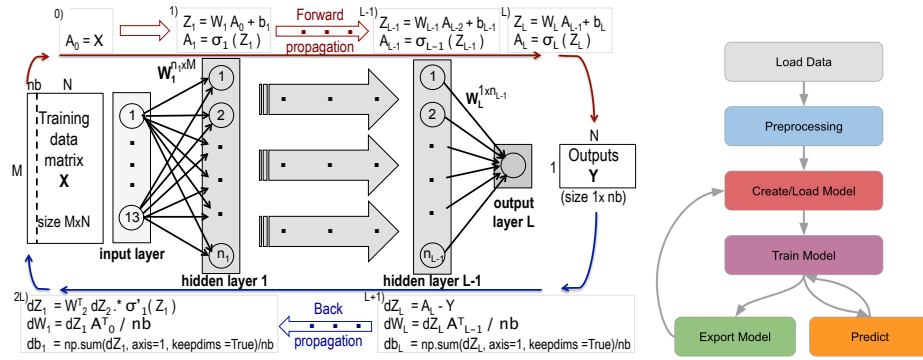 0)
A₀ = X
1)
Z₁ = W₁ A₀ + b₁
A₁ = σ₁ ( Z₁ )
Forward
propagation
L-1)
Z_L-1 = W_L-1 A_L-2 + b_L-1
A_L-1 = σ_L-1 ( Z_L-1 )
L)
Z_L = W_L A_L-1 + b_L
A_L = σ_L ( Z_L )
nb N
M
Training
data
matrix
X
size MxN
1
13
input layer
W₁^n₁xM
1
2
n₁
hidden layer 1
1
2
n_L-1
hidden layer L-1
W_L^1xn_L-1
output
layer L
N
1
Outputs
Y
(size 1x nb)
2L)
dZ₁ = Wᵀ₂ dZ₂ .* σ'₁ ( Z₁ )
dW₁ = dZ₁ Aᵀ₀ / nb
db₁ = np.sum(dZ₁, axis=1, keepdims =True)/nb
Back
propagation
L+1)
dZ_L = A_L - Y
dW_L = dZ_L Aᵀ_L-1 / nb
db_L = np.sum(dZ_L, axis=1, keepdims =True)/nb
Load Data
Preprocessing
Create/Load Model
Train Model
Export Model
Predict